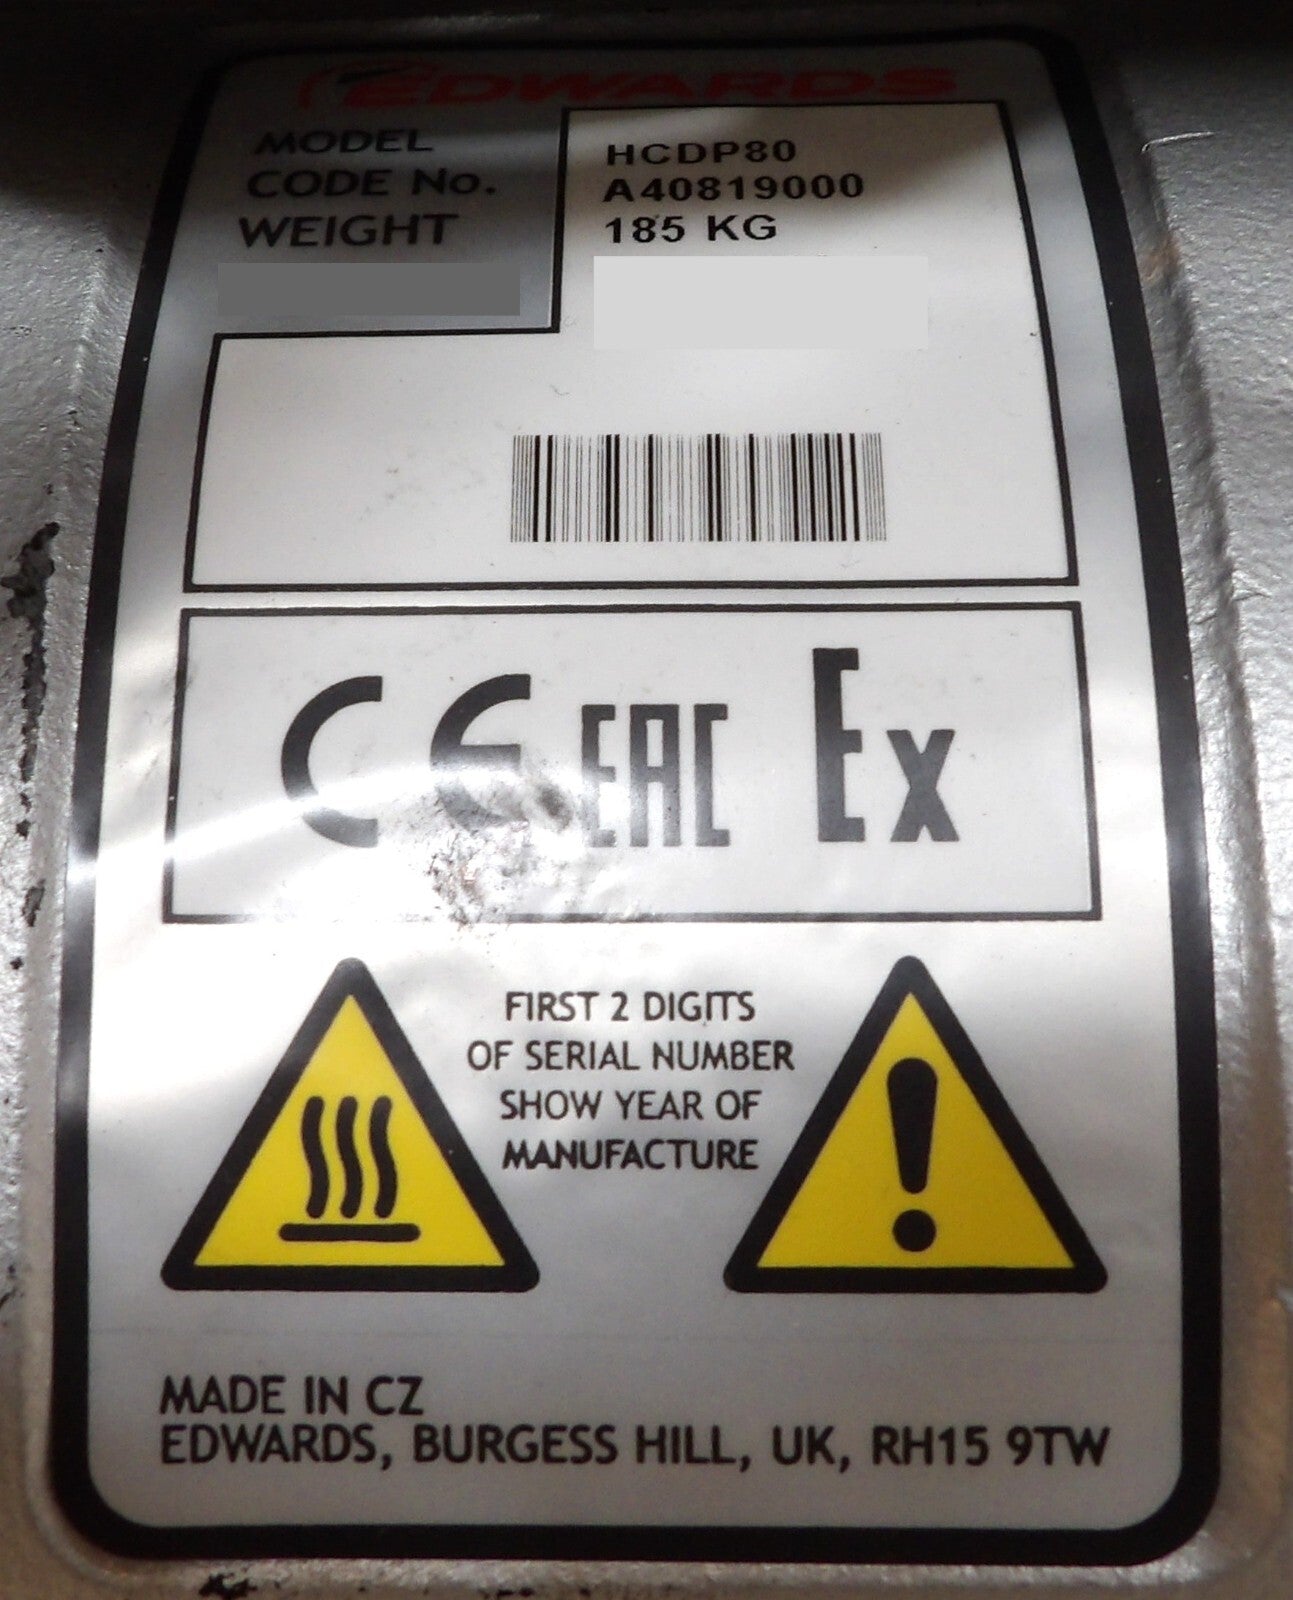 EDWARDS
MODEL HCDP80
CODE No. A40819000
WEIGHT 185 KG
CE EAC Ex
FIRST 2 DIGITS
OF SERIAL NUMBER
SHOW YEAR OF
MANUFACTURE
MADE IN CZ
EDWARDS, BURGESS HILL, UK, RH15 9TW